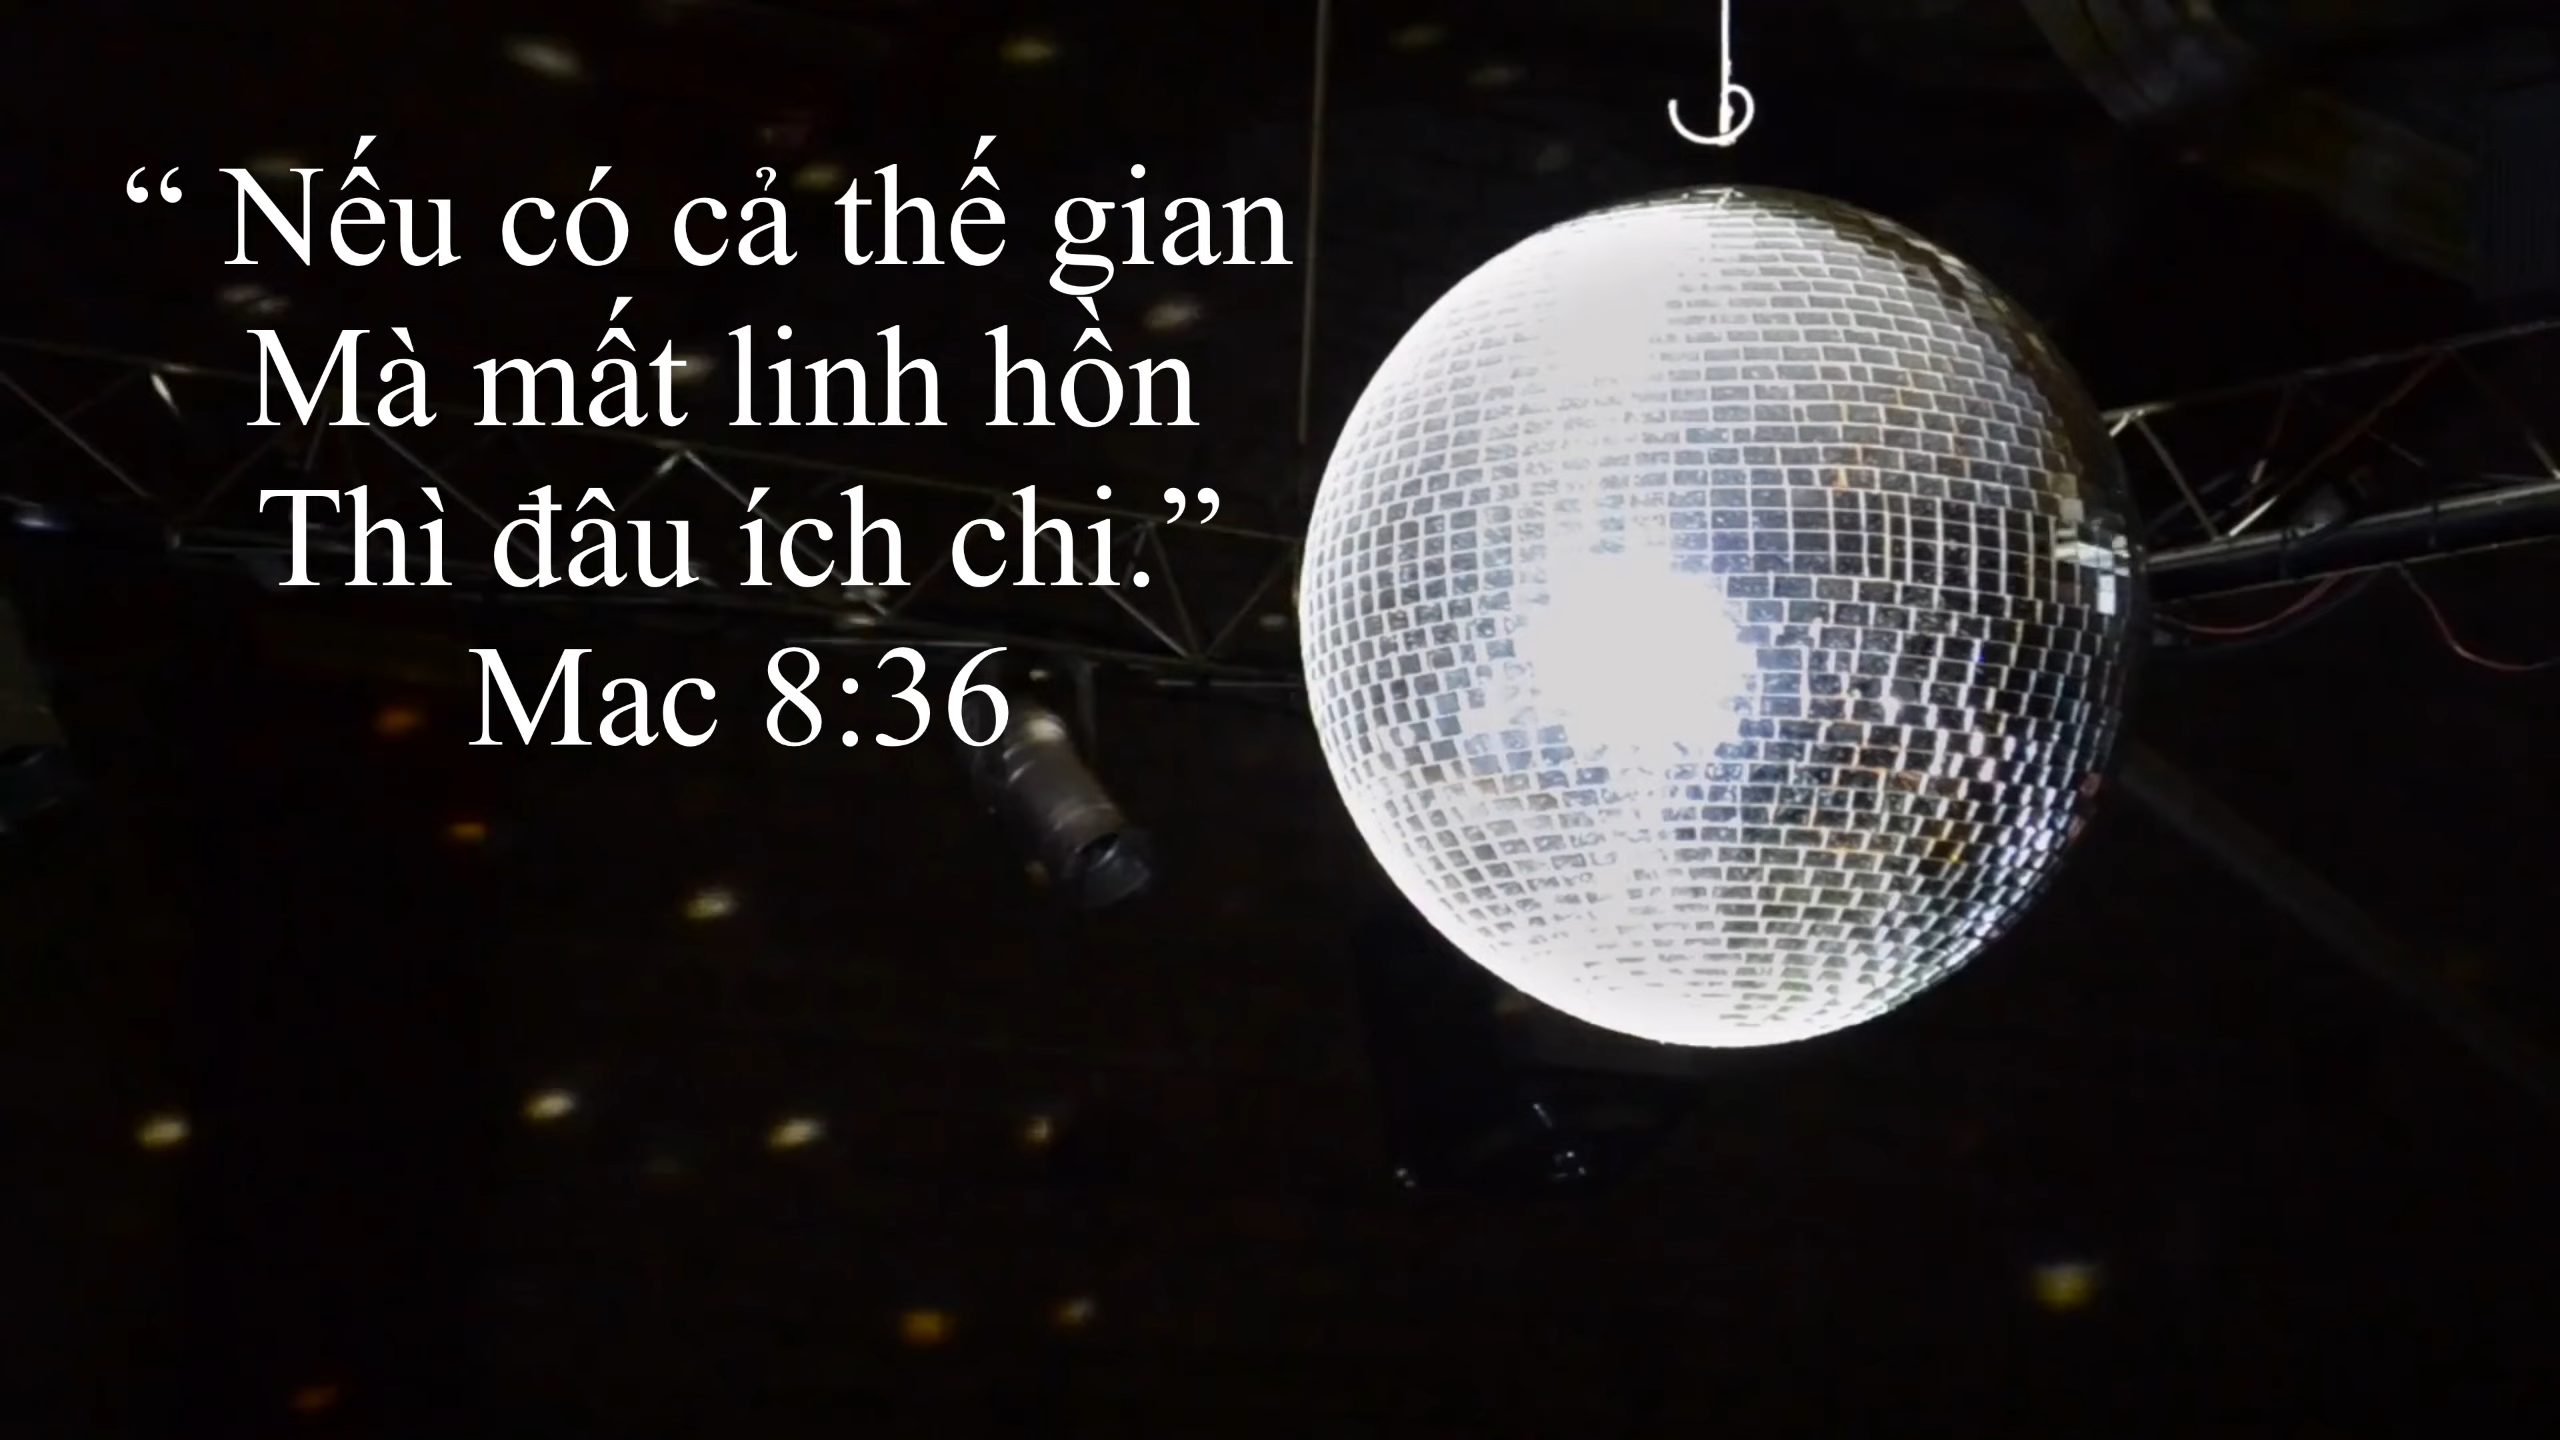 “ Nếu có cả thế gian
Mà mất linh hồn
Thì đâu ích chi.”
Mac 8:36